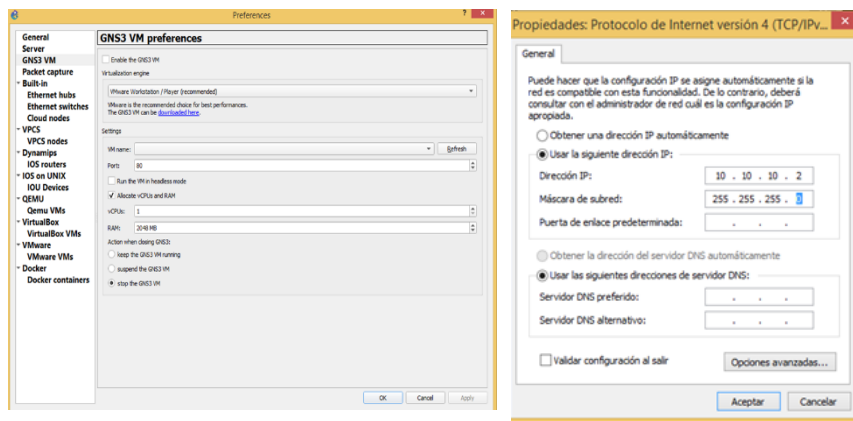 Preferences
? ×
General
Server
GNS3 VM
Packet capture
Built-in
Ethernet hubs
Ethernet switches
Cloud nodes
VPCS
VPCS nodes
Dynamips
IOS routers
IOS on UNIX
IOU Devices
QEMU
Qemu VMs
VirtualBox
VirtualBox VMs
VMware
VMware VMs
Docker
Docker containers
GNS3 VM preferences
Enable the GNS3 VM
Virtualization engine
VMware Workstation / Player (recommended)
VMware is the recommended choice for best performances.
The GNS3 VM can be downloaded here.
Settings
VM name:
Refresh
Port: 80
Run the VM in headless mode
Allocate vCPUs and RAM
vCPUs: 1
RAM: 2048 MB
Action when closing GNS3:
keep the GNS3 VM running
suspend the GNS3 VM
stop the GNS3 VM
OK Cancel Apply
Propiedades: Protocolo de Internet versión 4 (TCP/IPv... ×
General
Puede hacer que la configuración IP se asigne automáticamente si la
red es compatible con esta funcionalidad. De lo contrario, deberá
consultar con el administrador de red cuál es la configuración IP
apropiada.
Obtener una dirección IP automáticamente
Usar la siguiente dirección IP:
Dirección IP: 10 . 10 . 10 . 2
Máscara de subred: 255 . 255 . 255 . 0
Puerta de enlace predeterminada: . . .
Obtener la dirección del servidor DNS automáticamente
Usar las siguientes direcciones de servidor DNS:
Servidor DNS preferido: . . .
Servidor DNS alternativo: . . .
Validar configuración al salir
Opciones avanzadas...
Aceptar Cancelar